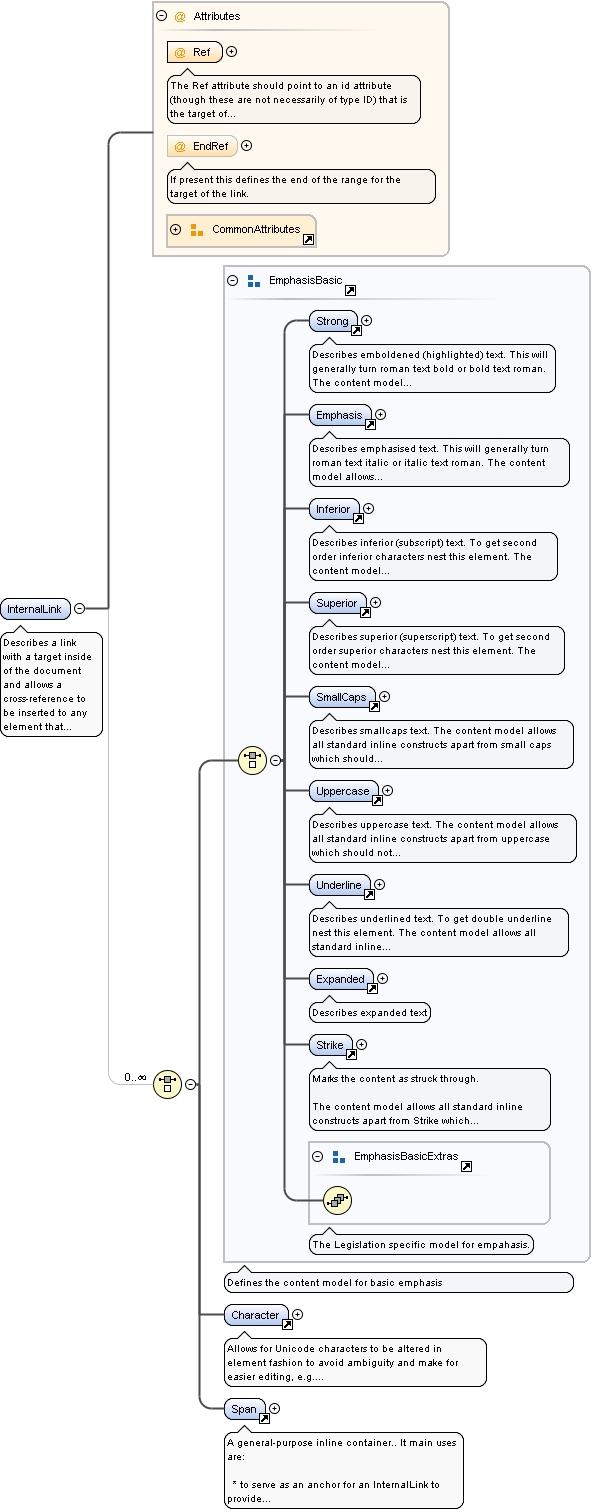 Attributes
@ Ref
The Ref attribute should point to an id attribute
(though these are not necessarily of type ID) that is
the target of...
@ EndRef
If present this defines the end of the range for the
target of the link.
CommonAttributes
EmphasisBasic
Strong
Describes emboldened (highlighted) text. This will
generally turn roman text bold or bold text roman.
The content model...
Emphasis
Describes emphasised text. This will generally turn
roman text italic or italic text roman. The content
model allows...
Inferior
Describes inferior (subscript) text. To get second
order inferior characters nest this element. The
content model...
InternalLink
Describes a link
with a target inside
of the document
and allows a
cross-reference to
be inserted to any
element that...
Superior
Describes superior (superscript) text. To get second
order superior characters nest this element. The
content model...
SmallCaps
Describes smallcaps text. The content model allows
all standard inline constructs apart from small caps
which should...
Uppercase
Describes uppercase text. The content model allows
all standard inline constructs apart from uppercase
which should not...
Underline
Describes underlined text. To get double underline
nest this element. The content model allows all
standard inline...
Expanded
Describes expanded text
Strike
Marks the content as struck through.
The content model allows all standard inline
constructs apart from Strike which...
0..∞
EmphasisBasicExtras
The Legislation specific model for empahasis.
Defines the content model for basic emphasis
Character
Allows for Unicode characters to be altered in
element fashion to avoid ambiguity and make for
easier editing, e.g....
Span
A general-purpose inline container.. It main uses
are:
* to serve as an anchor for an InternalLink to
provide...